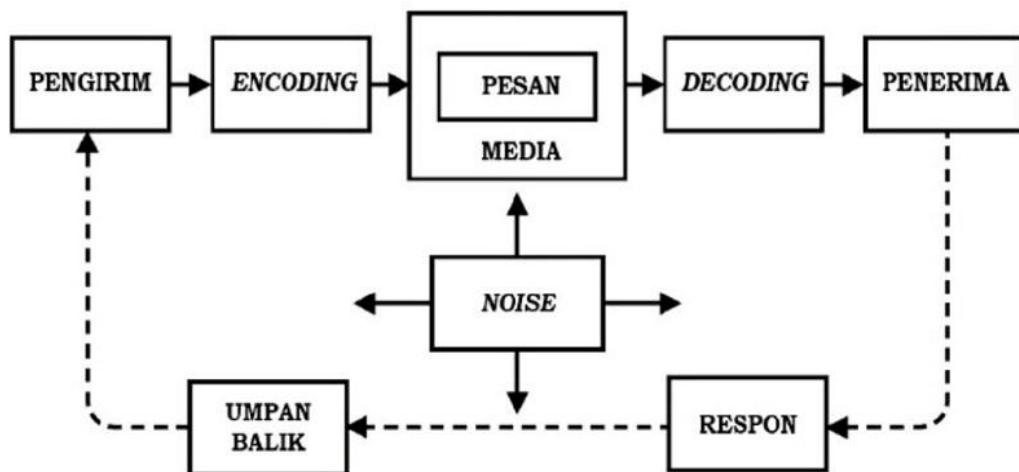 PENGIRIM
ENCODING
PESAN
MEDIA
DECODING
PENERIMA
NOISE
UMPAN
BALIK
RESPON